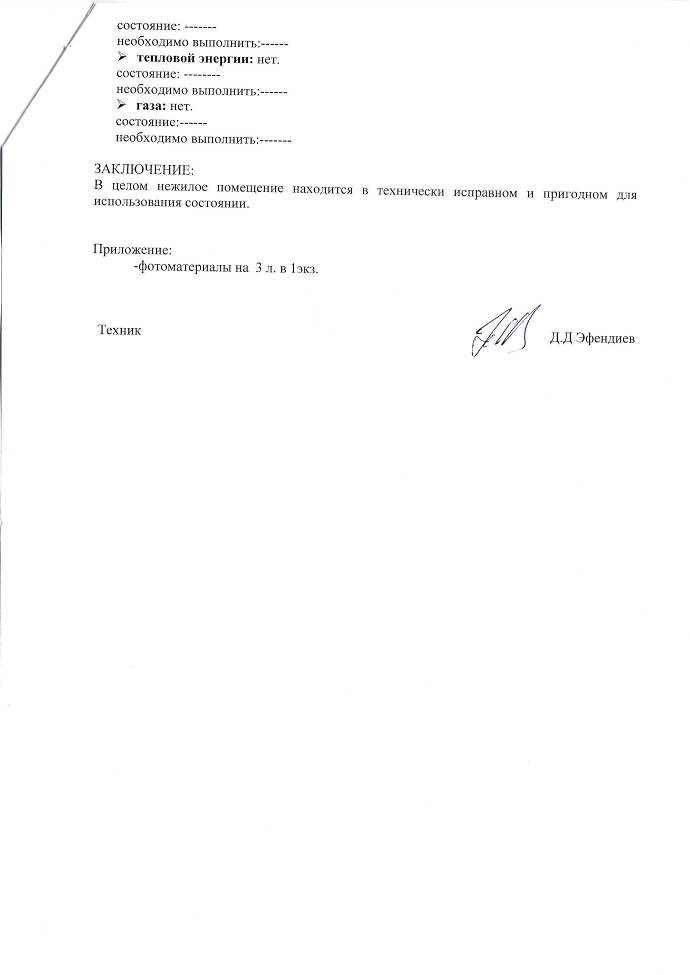 состояние: -------
необходимо выполнить:------
➢ тепловой энергии: нет.
состояние: --------
необходимо выполнить:------
➢ газа: нет.
состояние:------
необходимо выполнить:-------
ЗАКЛЮЧЕНИЕ:
В целом нежилое помещение находится в технически исправном и пригодном для
использования состоянии.
Приложение:
-фотоматериалы на 3 л. в 1экз.
Техник Д.Д Эфендиев